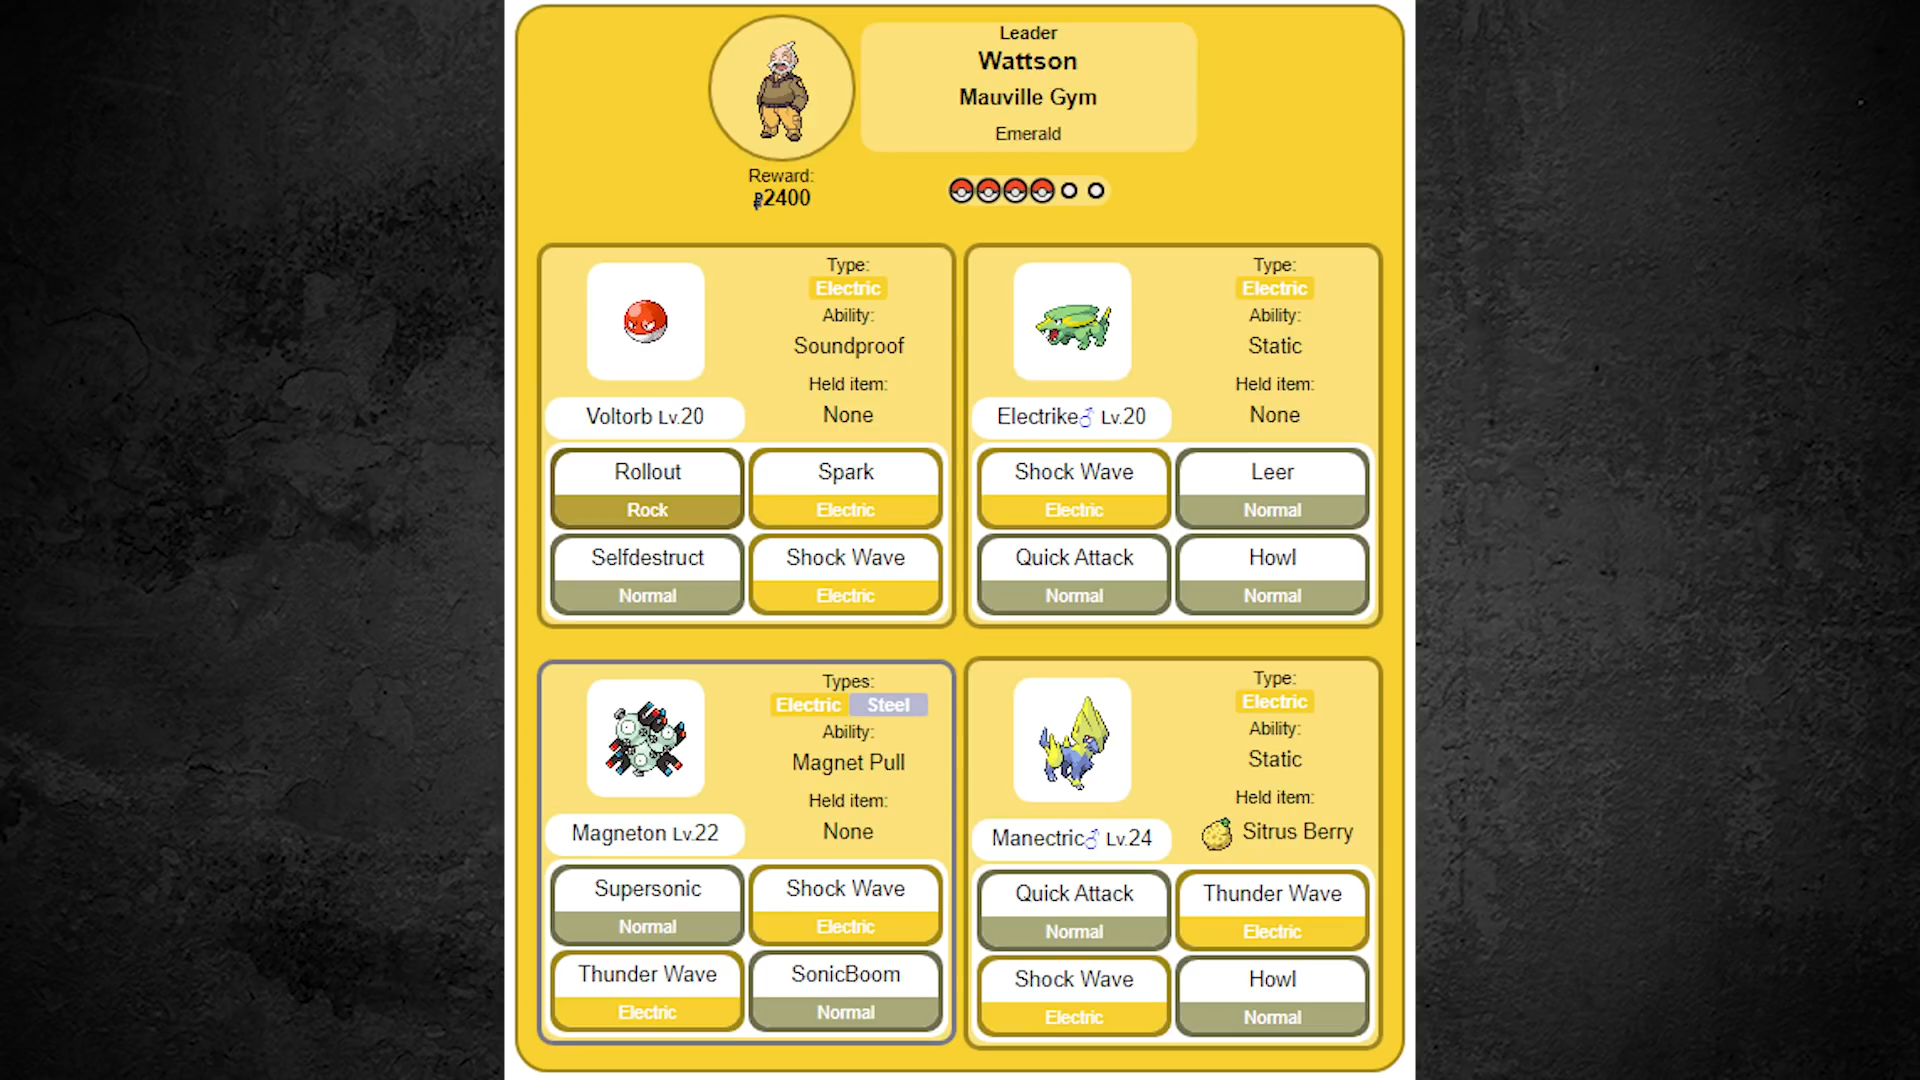 Leader
Wattson
Mauville Gym
Emerald
Reward:
₽2400
Type:
Electric
Ability:
Soundproof
Held item:
None
Voltorb Lv.20
Rollout
Rock
Spark
Electric
Selfdestruct
Normal
Shock Wave
Electric
Type:
Electric
Ability:
Static
Held item:
None
Electrike♂ Lv.20
Shock Wave
Electric
Leer
Normal
Quick Attack
Normal
Howl
Normal
Types:
Electric Steel
Ability:
Magnet Pull
Held item:
None
Magneton Lv.22
Supersonic
Normal
Shock Wave
Electric
Thunder Wave
Electric
SonicBoom
Normal
Type:
Electric
Ability:
Static
Held item:
Sitrus Berry
Manectric♂ Lv.24
Quick Attack
Normal
Thunder Wave
Electric
Shock Wave
Electric
Howl
Normal